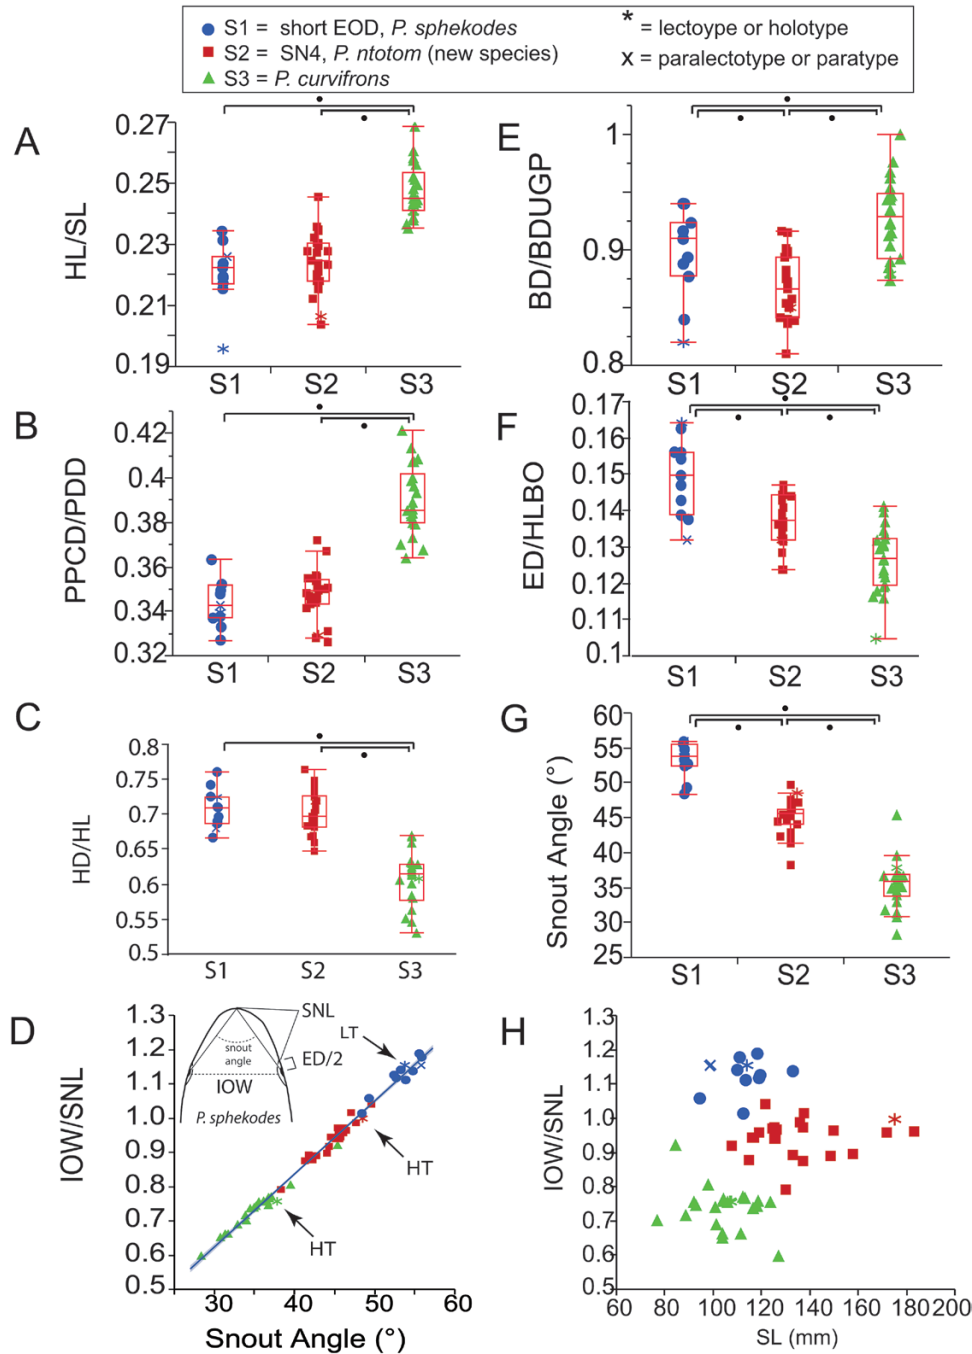 S1 = short EOD, P. sphekodes
S2 = SN4, P. ntotom (new species)
S3 = P. curvifrons
* = lectoype or holotype
x = paralectotype or paratype
A
HL/SL
0.27
0.25
0.23
0.21
0.19
S1 S2 S3
E
BD/BDUGP
1
0.9
0.8
S1 S2 S3
B
PPCD/PDD
0.42
0.4
0.38
0.36
0.34
0.32
S1 S2 S3
F
ED/HLBO
0.17
0.16
0.15
0.14
0.13
0.12
0.1
S1 S2 S3
C
HD/HL
0.8
0.75
0.7
0.65
0.6
0.55
0.5
S1 S2 S3
G
Snout Angle (°)
60
55
45
35
30
25
S1 S2 S3
D
IOW/SNL
1.3
1.2
1.1
1.0
0.9
0.8
0.7
0.6
0.5
30 40 50 60
Snout Angle (°)
SNL
snout
angle
ED/2
IOW
P. sphekodes
LT
HT
HT
H
IOW/SNL
1.3
1.2
1.1
1.0
0.9
0.8
0.7
0.6
0.5
60 80 100 120 140 160 180 200
SL (mm)